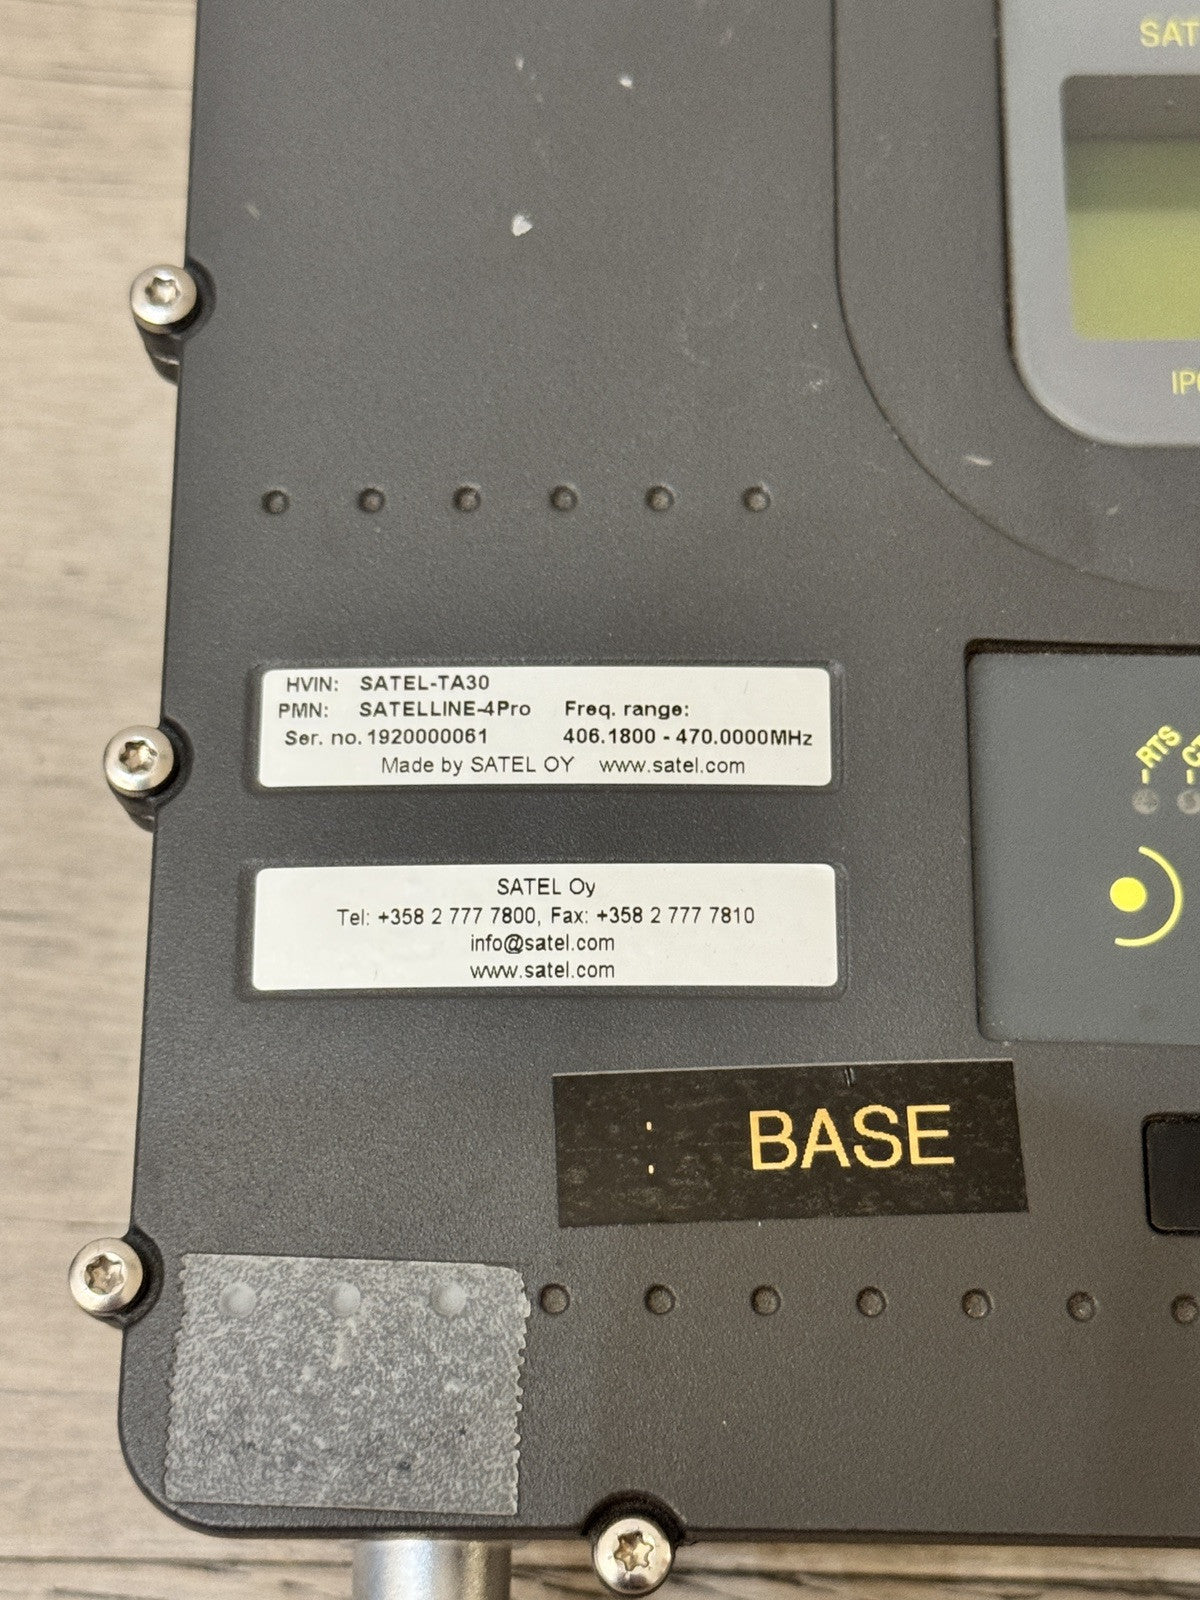 SAT
IP
HVIN: SATEL-TA30
PMN: SATELLINE-4Pro Freq. range:
Ser. no. 1920000061 406.1800 - 470.0000MHz
Made by SATEL OY www.satel.com
RTS
SATEL Oy
Tel: +358 2 777 7800, Fax: +358 2 777 7810
info@satel.com
www.satel.com
: BASE